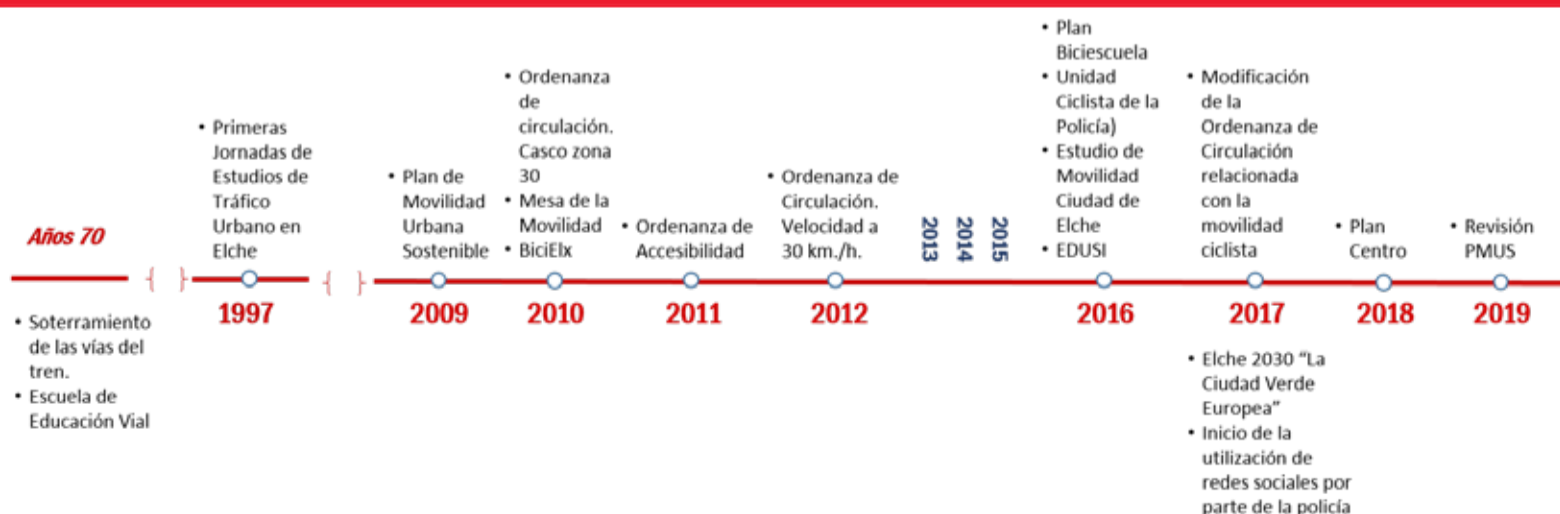 Años 70
• Soterramiento
de las vías del
tren.
• Escuela de
Educación Vial
• Primeras
Jornadas de
Estudios de
Tráfico
Urbano en
Elche
1997
• Plan de
Movilidad
Urbana
Sostenible
2009
• Ordenanza
de
circulación.
Casco zona
30
• Mesa de la
Movilidad
• BiciElx
2010
• Ordenanza de
Accesibilidad
2011
• Ordenanza de
Circulación.
Velocidad a
30 km./h.
2012
2013
2014
2015
• Plan
Biciescuela
• Unidad
Ciclista de la
Policía)
• Estudio de
Movilidad
Ciudad de
Elche
• EDUSI
2016
• Modificación
de la
Ordenanza de
Circulación
relacionada
con la
movilidad
ciclista
2017
• Elche 2030 “La
Ciudad Verde
Europea”
• Inicio de la
utilización de
redes sociales por
parte de la policía
• Plan
Centro
2018
• Revisión
PMUS
2019